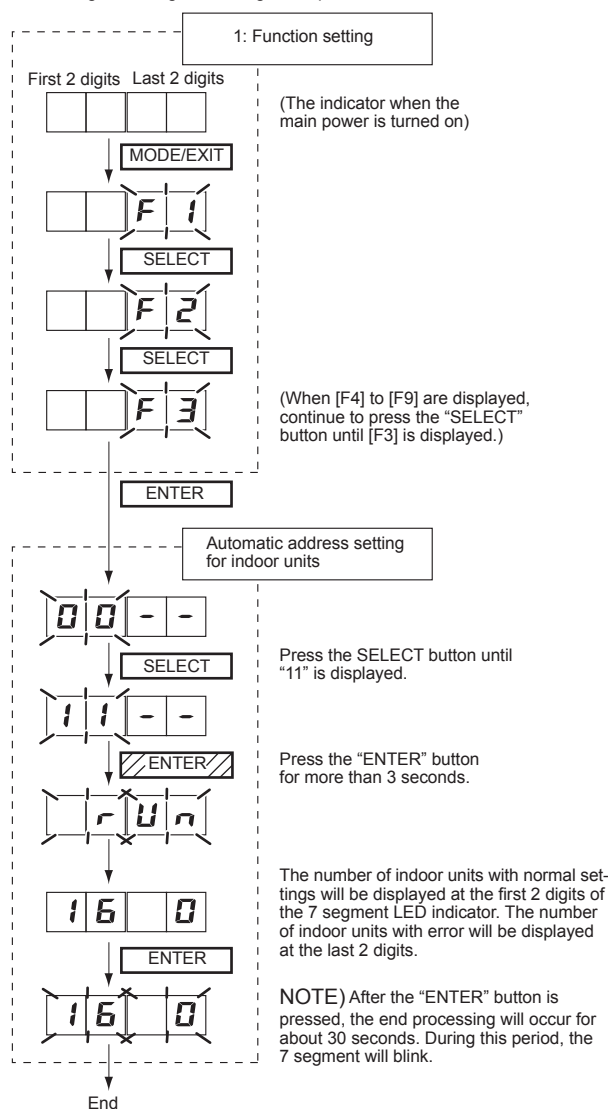 1: Function setting
First 2 digits Last 2 digits
(The indicator when the
main power is turned on)
MODE/EXIT
F 1
SELECT
F 2
SELECT
F 3
(When [F4] to [F9] are displayed,
continue to press the “SELECT”
button until [F3] is displayed.)
ENTER
Automatic address setting
for indoor units
0 0 - -
SELECT
Press the SELECT button until
“11” is displayed.
1 1 - -
ENTER
Press the “ENTER” button
for more than 3 seconds.
r U n
The number of indoor units with normal set-
tings will be displayed at the first 2 digits of
the 7 segment LED indicator. The number
of indoor units with error will be displayed
at the last 2 digits.
1 6 0
ENTER
1 6 0
NOTE) After the “ENTER” button is
pressed, the end processing will occur for
about 30 seconds. During this period, the
7 segment will blink.
End